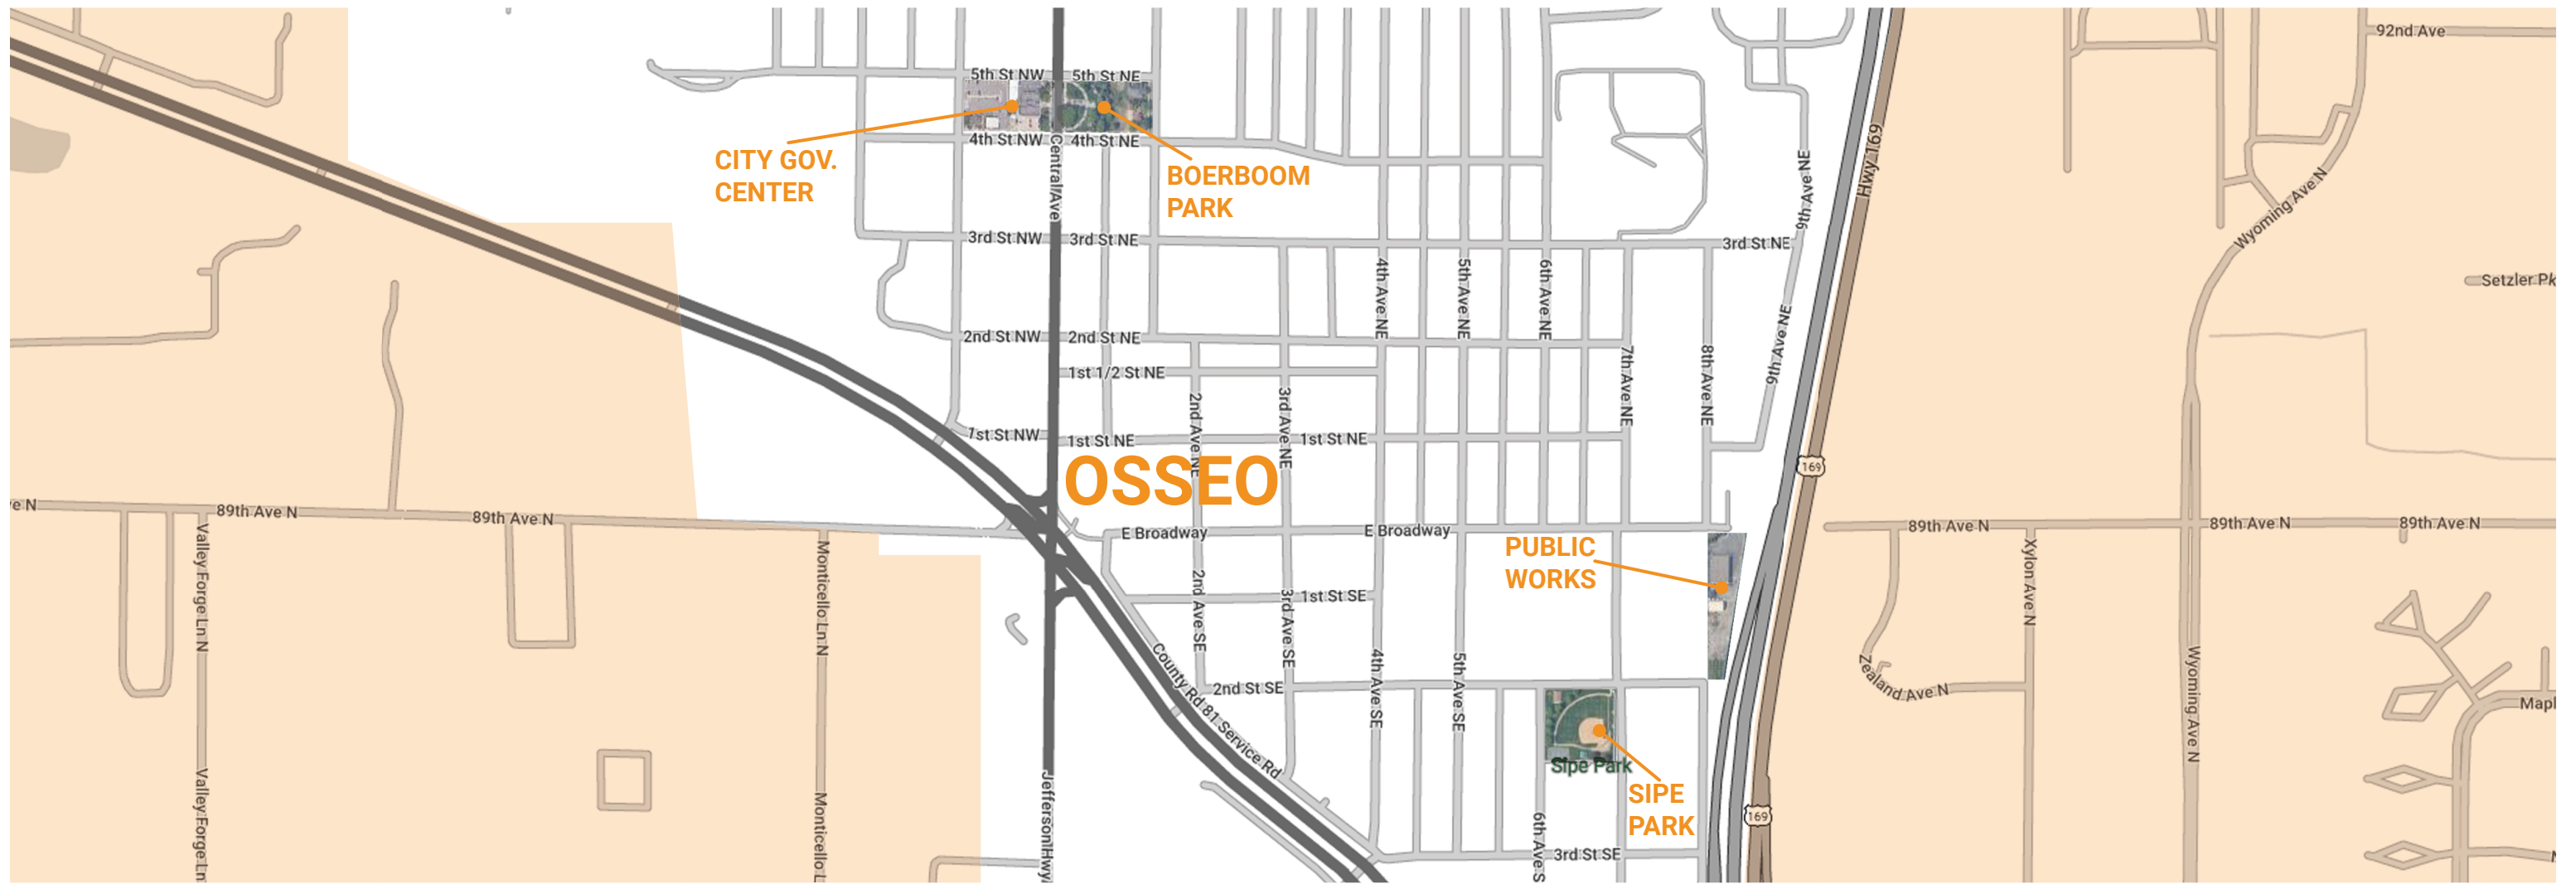 92nd Ave
5th St NW
5th St NE
CITY GOV.
CENTER
4th St NW
4th St NE
Central Ave
BOERBOOM
PARK
Hwy 169
9th Ave NE
Wyoming Ave N
3rd St NW
3rd St NE
3rd St NE
Setzler Pk
4th Ave NE
5th Ave NE
6th Ave NE
9th Ave NE
2nd St NW
2nd St NE
1st 1/2 St NE
7th Ave NE
8th Ave NE
2nd Ave NE
3rd Ave NE
1st St NW
1st St NE
1st St NE
169
OSSEO
ve N
89th Ave N
89th Ave N
E Broadway
E Broadway
89th Ave N
89th Ave N
89th Ave N
PUBLIC
WORKS
Valley Forge Ln N
Monticello Ln N
2nd Ave SE
3rd Ave SE
1st St SE
Xylon Ave N
County Rd 81 Service Rd
2nd St SE
4th Ave SE
5th Ave SE
Zealand Ave N
Wyoming Ave N
Mapl
Sipe Park
SIPE
PARK
Valley Forge Ln
Monticello L
Jefferson Hwy
169
6th Ave S
3rd St SE